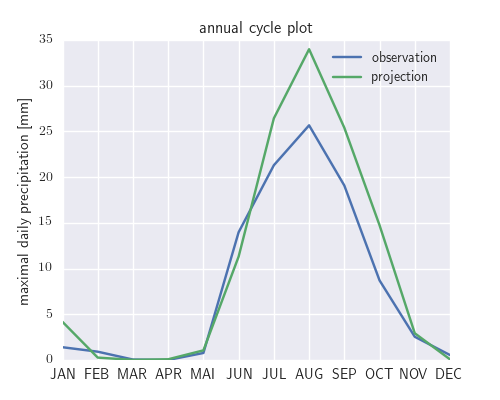 annual cycle plot
maximal daily precipitation [mm]
35
30
25
20
15
10
5
0
observation
projection
JAN FEB MAR APR MAI JUN JUL AUG SEP OCT NOV DEC